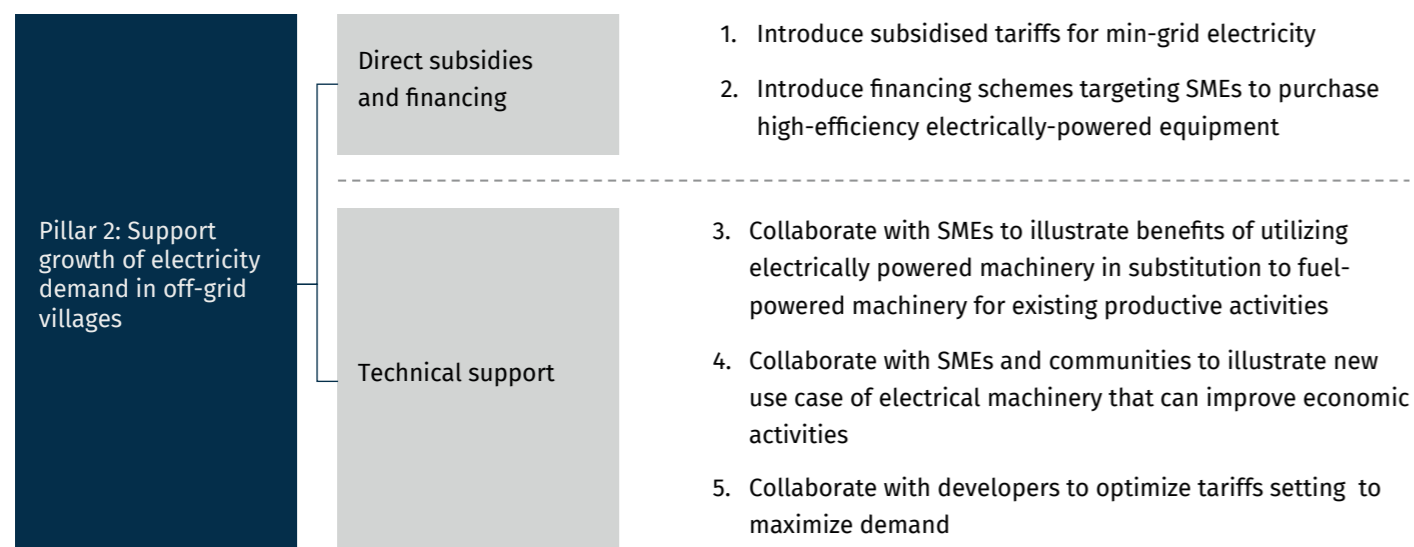 Pillar 2: Support
growth of electricity
demand in off-grid
villages
Direct subsidies
and financing
1. Introduce subsidised tariffs for min-grid electricity
2. Introduce financing schemes targeting SMEs to purchase
high-efficiency electrically-powered equipment
Technical support
3. Collaborate with SMEs to illustrate benefits of utilizing
electrically powered machinery in substitution to fuel-
powered machinery for existing productive activities
4. Collaborate with SMEs and communities to illustrate new
use case of electrical machinery that can improve economic
activities
5. Collaborate with developers to optimize tariffs setting to
maximize demand